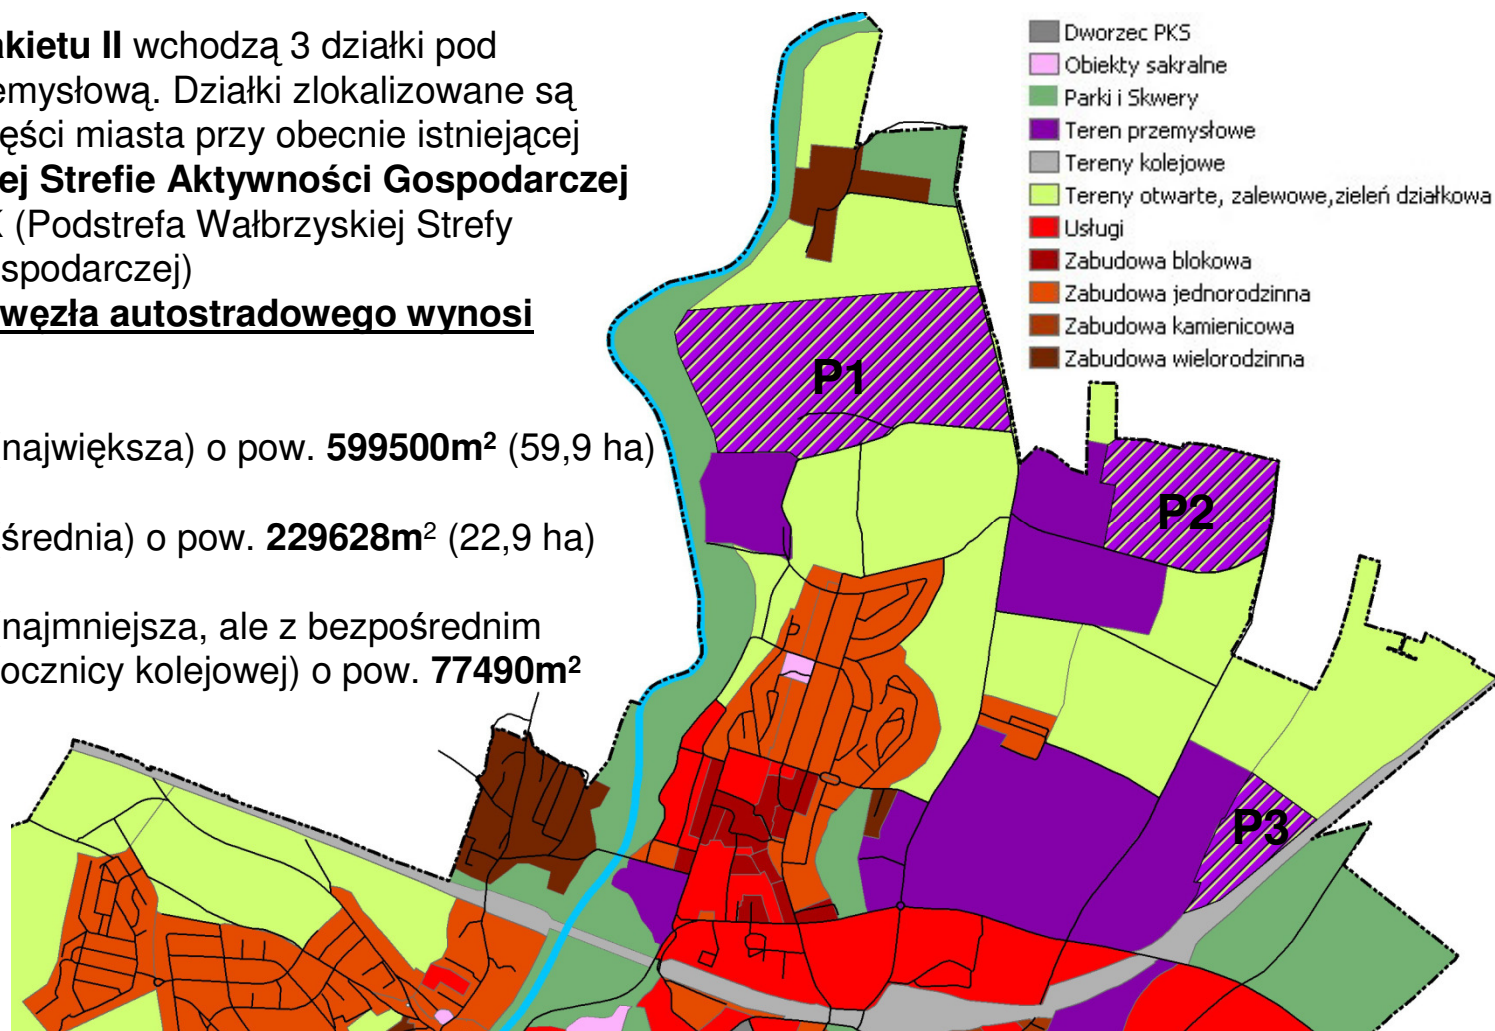 akietu II wchodzą 3 działki pod
emysłową. Działki zlokalizowane są
ęści miasta przy obecnie istniejącej
ej Strefie Aktywności Gospodarczej
K (Podstrefa Wałbrzyskiej Strefy
spodarczej)
węzła autostradowego wynosi
największa) o pow. 599500m² (59,9 ha)
średnia) o pow. 229628m² (22,9 ha)
najmniejsza, ale z bezpośrednim
ocznicy kolejowej) o pow. 77490m²
Dworzec PKS
Obiekty sakralne
Parki i Skwery
Teren przemysłowe
Tereny kolejowe
Tereny otwarte, zalewowe,zieleń działkowa
Usługi
Zabudowa blokowa
Zabudowa jednorodzinna
Zabudowa kamienicowa
Zabudowa wielorodzinna
P1
P2
P3